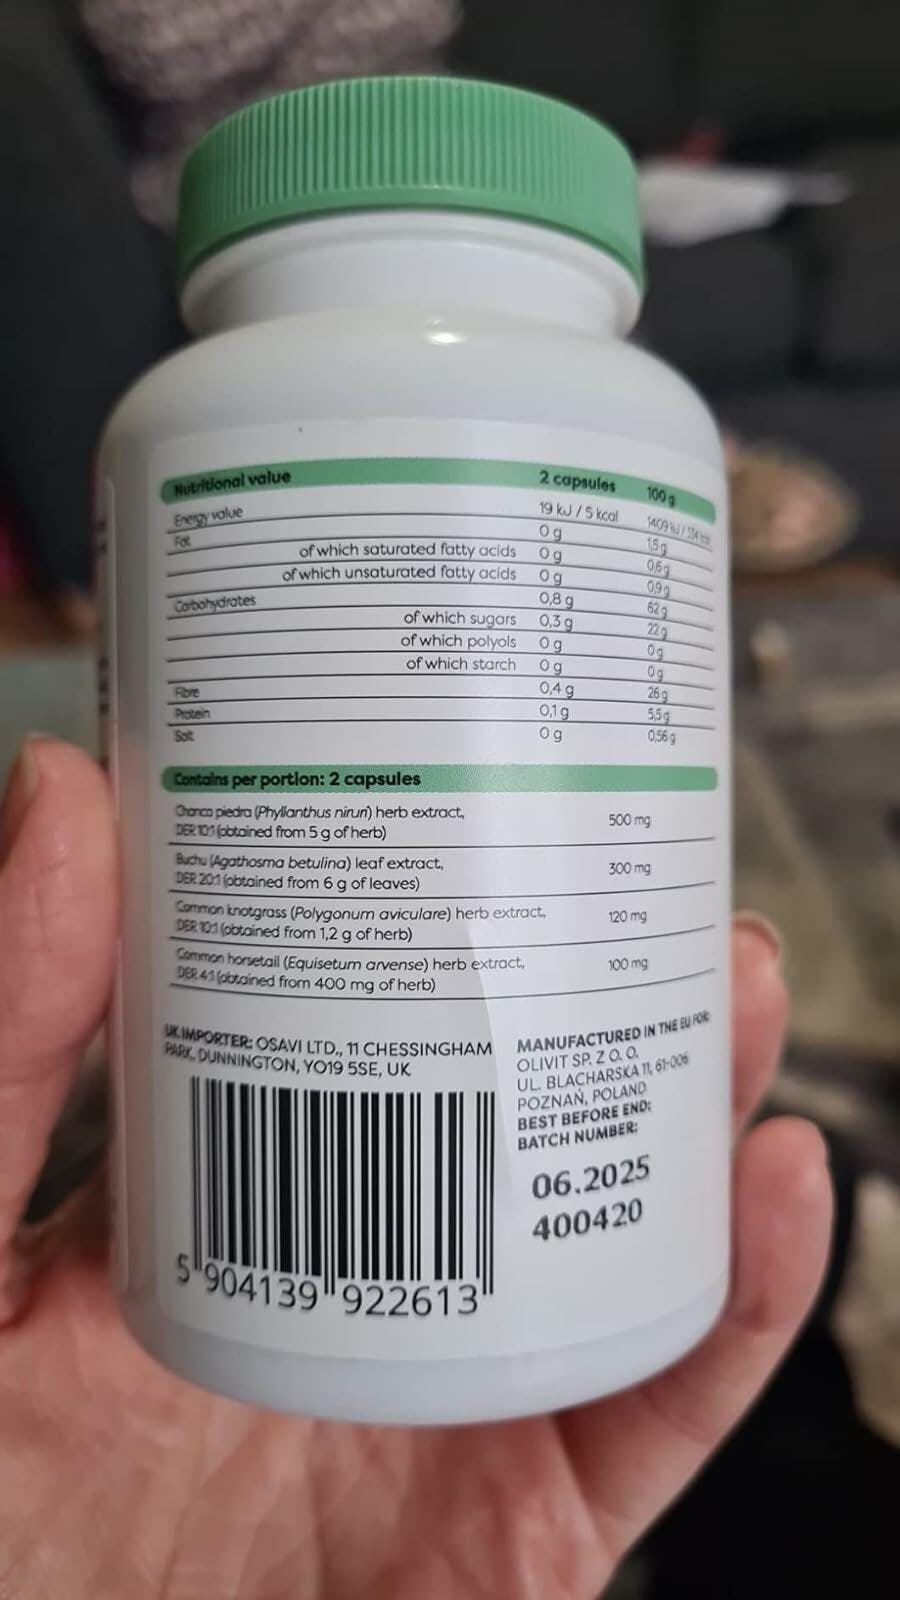 Nutritional value 2 capsules 100 g
Energy value 19 kJ / 5 kcal 1409 kJ / 334 kcal
Fat 0 g 1,5 g
of which saturated fatty acids 0 g 0,6 g
of which unsaturated fatty acids 0 g 0,9 g
Carbohydrates 0,8 g 62 g
of which sugars 0,3 g 22 g
of which polyols 0 g 0 g
of which starch 0 g 0 g
Fibre 0,4 g 26 g
Protein 0,1 g 5,5 g
Salt 0 g 0,56 g
Contains per portion: 2 capsules
Chanca piedra (Phyllanthus niruri) herb extract,
DER 10:1 (obtained from 5 g of herb) 500 mg
Buchu (Agathosma betulina) leaf extract,
DER 20:1 (obtained from 6 g of leaves) 300 mg
Common knotgrass (Polygonum aviculare) herb extract,
DER 10:1 (obtained from 1,2 g of herb) 120 mg
Common horsetail (Equisetum arvense) herb extract,
DER 4:1 (obtained from 400 mg of herb) 100 mg
UK IMPORTER: OSAVI LTD., 11 CHESSINGHAM
PARK, DUNNINGTON, YO19 5SE, UK
MANUFACTURED IN THE EU FOR:
OLIVIT SP. Z O. O.
UL. BLACHARSKA 11, 61-006
POZNAŃ, POLAND
BEST BEFORE END:
BATCH NUMBER:
06.2025
400420
5 904139 922613